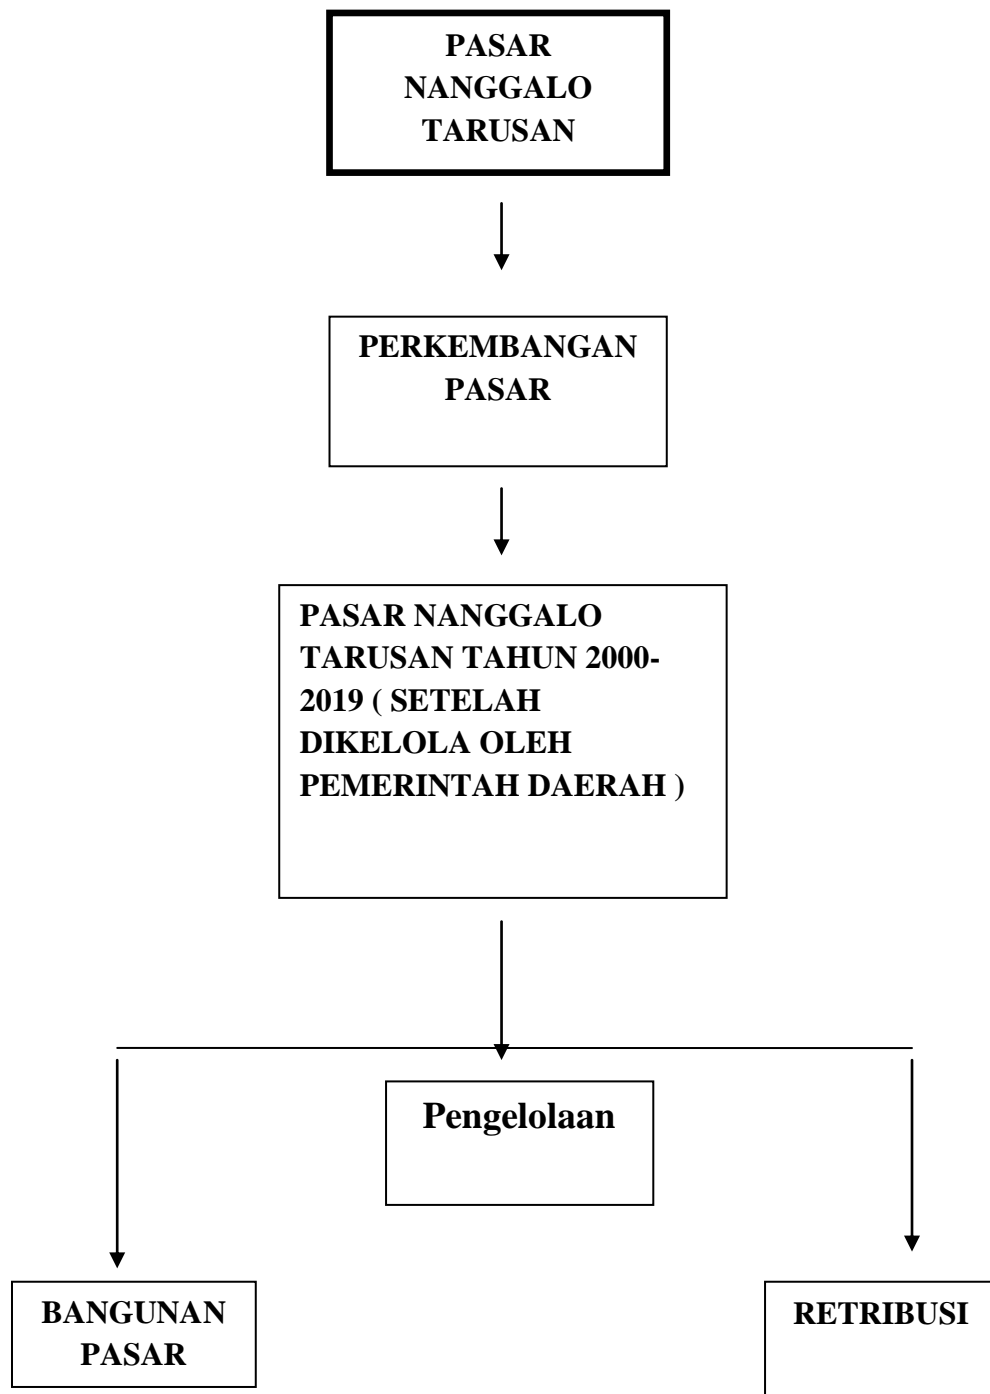 PASAR
NANGGALO
TARUSAN
PERKEMBANGAN
PASAR
PASAR NANGGALO
TARUSAN TAHUN 2000-
2019 ( SETELAH
DIKELOLA OLEH
PEMERINTAH DAERAH )
Pengelolaan
BANGUNAN
PASAR
RETRIBUSI